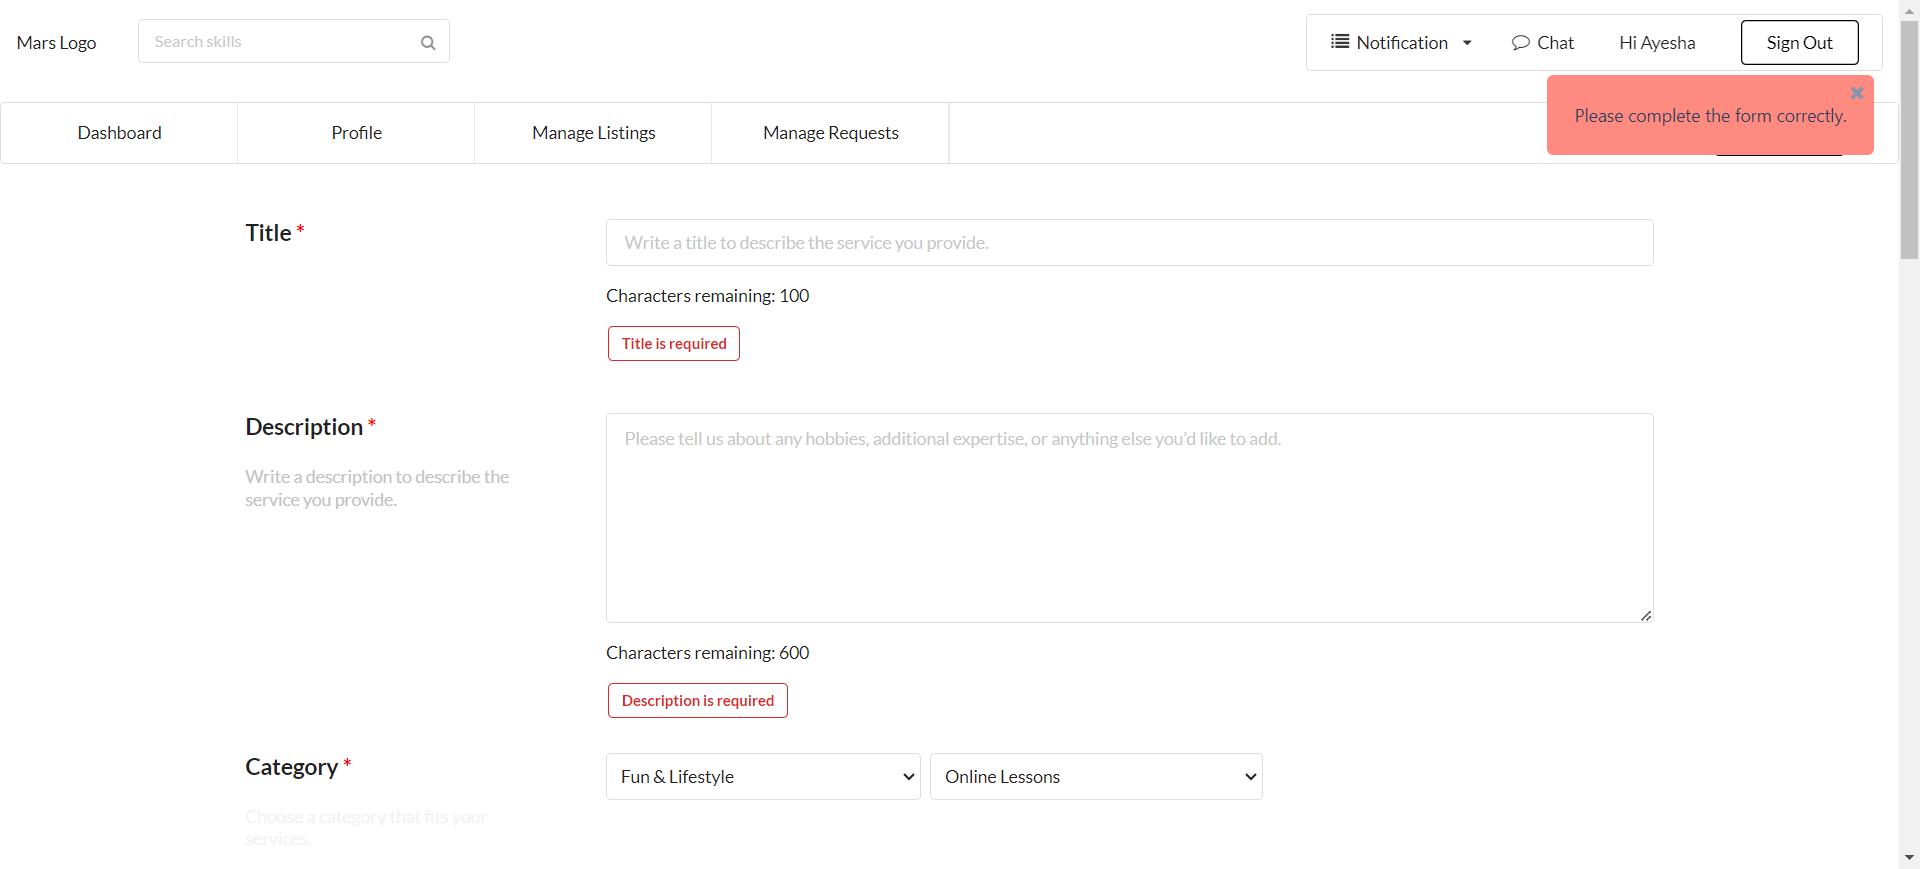 Mars Logo
Search skills
Notification
Chat
Hi Ayesha
Sign Out
Please complete the form correctly.
Dashboard
Profile
Manage Listings
Manage Requests
Title *
Write a title to describe the service you provide.
Characters remaining: 100
Title is required
Description *
Write a description to describe the
service you provide.
Please tell us about any hobbies, additional expertise, or anything else you'd like to add.
Characters remaining: 600
Description is required
Category *
Choose a category that fits your
services.
Fun & Lifestyle
Online Lessons